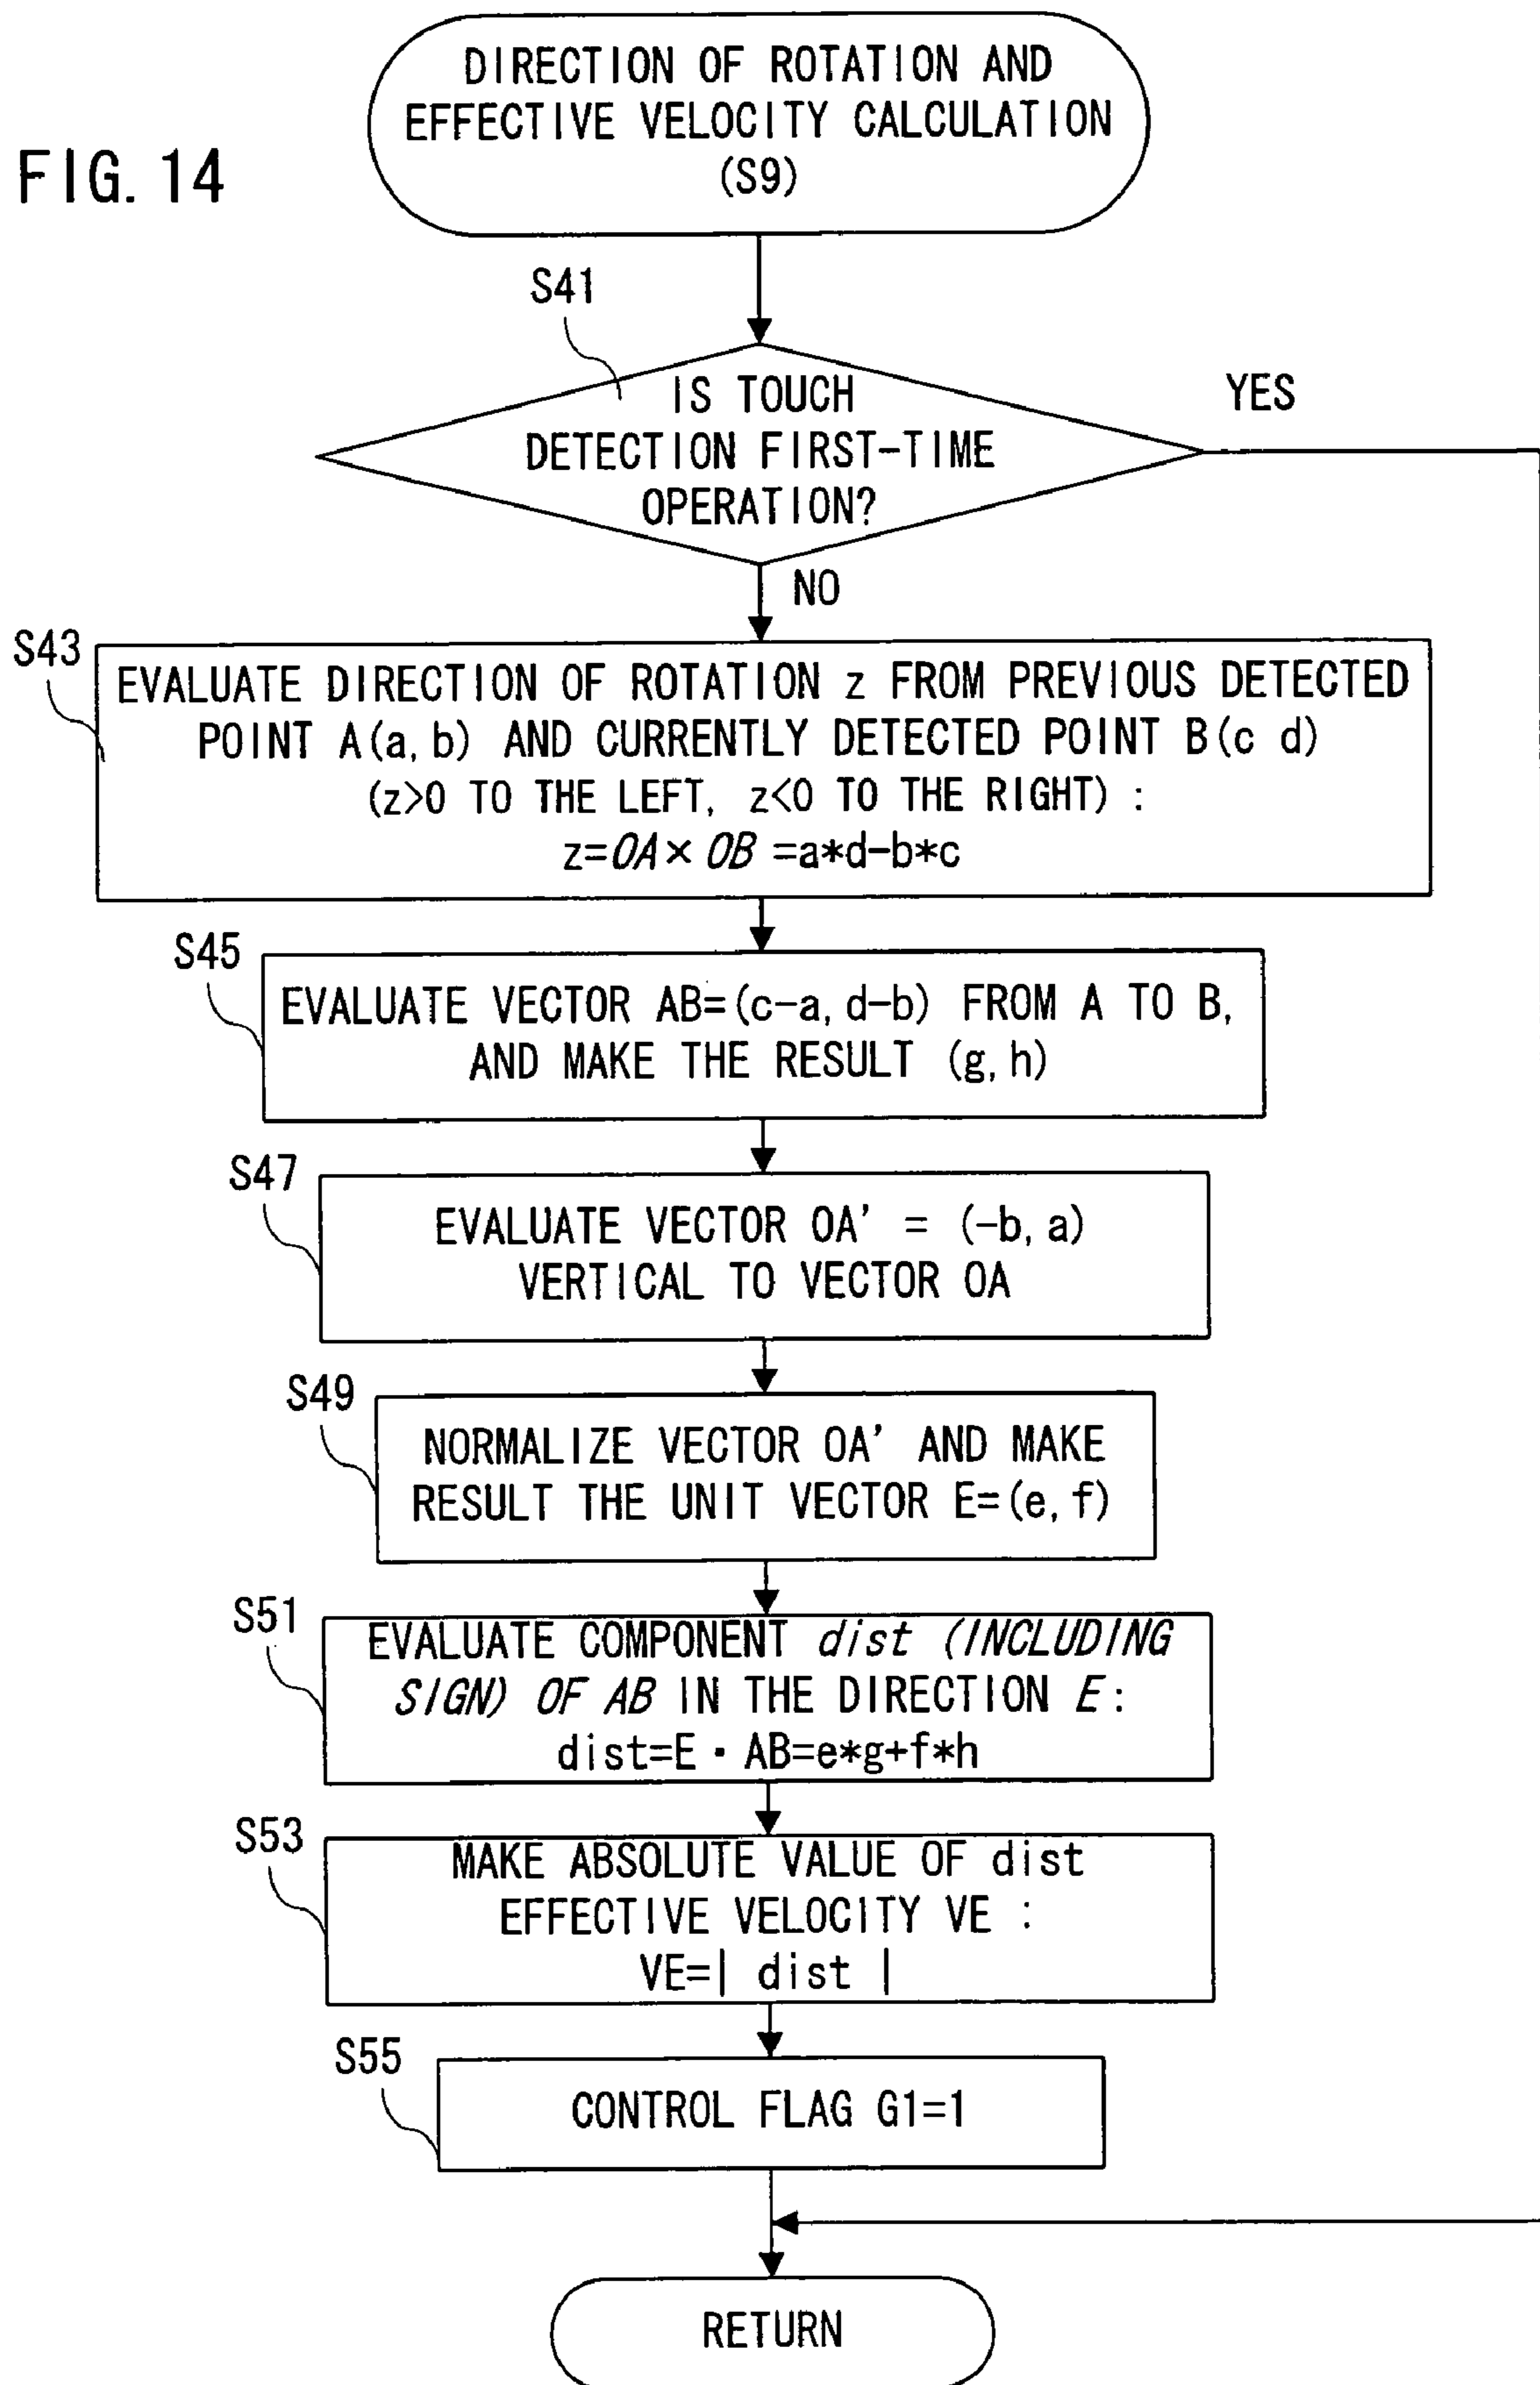 FIG. 14
DIRECTION OF ROTATION AND
EFFECTIVE VELOCITY CALCULATION
(S9)
S41
IS TOUCH
DETECTION FIRST-TIME
OPERATION?
YES
NO
S43
EVALUATE DIRECTION OF ROTATION z FROM PREVIOUS DETECTED
POINT A(a, b) AND CURRENTLY DETECTED POINT B(c d)
(z>0 TO THE LEFT, z<0 TO THE RIGHT) :
z=OA× OB =a*d-b*c
S45
EVALUATE VECTOR AB=(c-a, d-b) FROM A TO B,
AND MAKE THE RESULT (g, h)
S47
EVALUATE VECTOR OA' = (-b, a)
VERTICAL TO VECTOR OA
S49
NORMALIZE VECTOR OA' AND MAKE
RESULT THE UNIT VECTOR E=(e, f)
S51
EVALUATE COMPONENT dist (INCLUDING
SIGN) OF AB IN THE DIRECTION E:
dist=E · AB=e*g+f*h
S53
MAKE ABSOLUTE VALUE OF dist
EFFECTIVE VELOCITY VE :
VE=| dist |
S55
CONTROL FLAG G1=1
RETURN